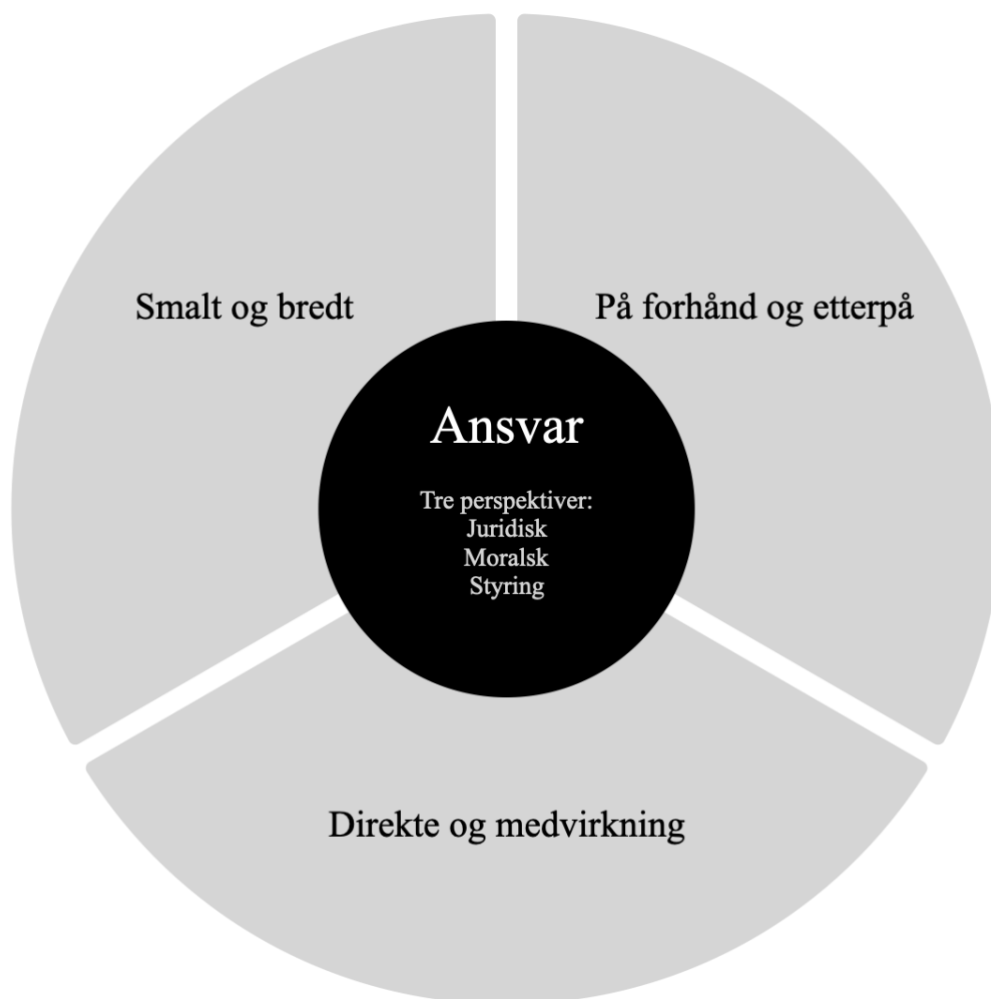 Smalt og bredt
På forhånd og etterpå
Ansvar
Tre perspektiver:
Juridisk
Moralsk
Styring
Direkte og medvirkning